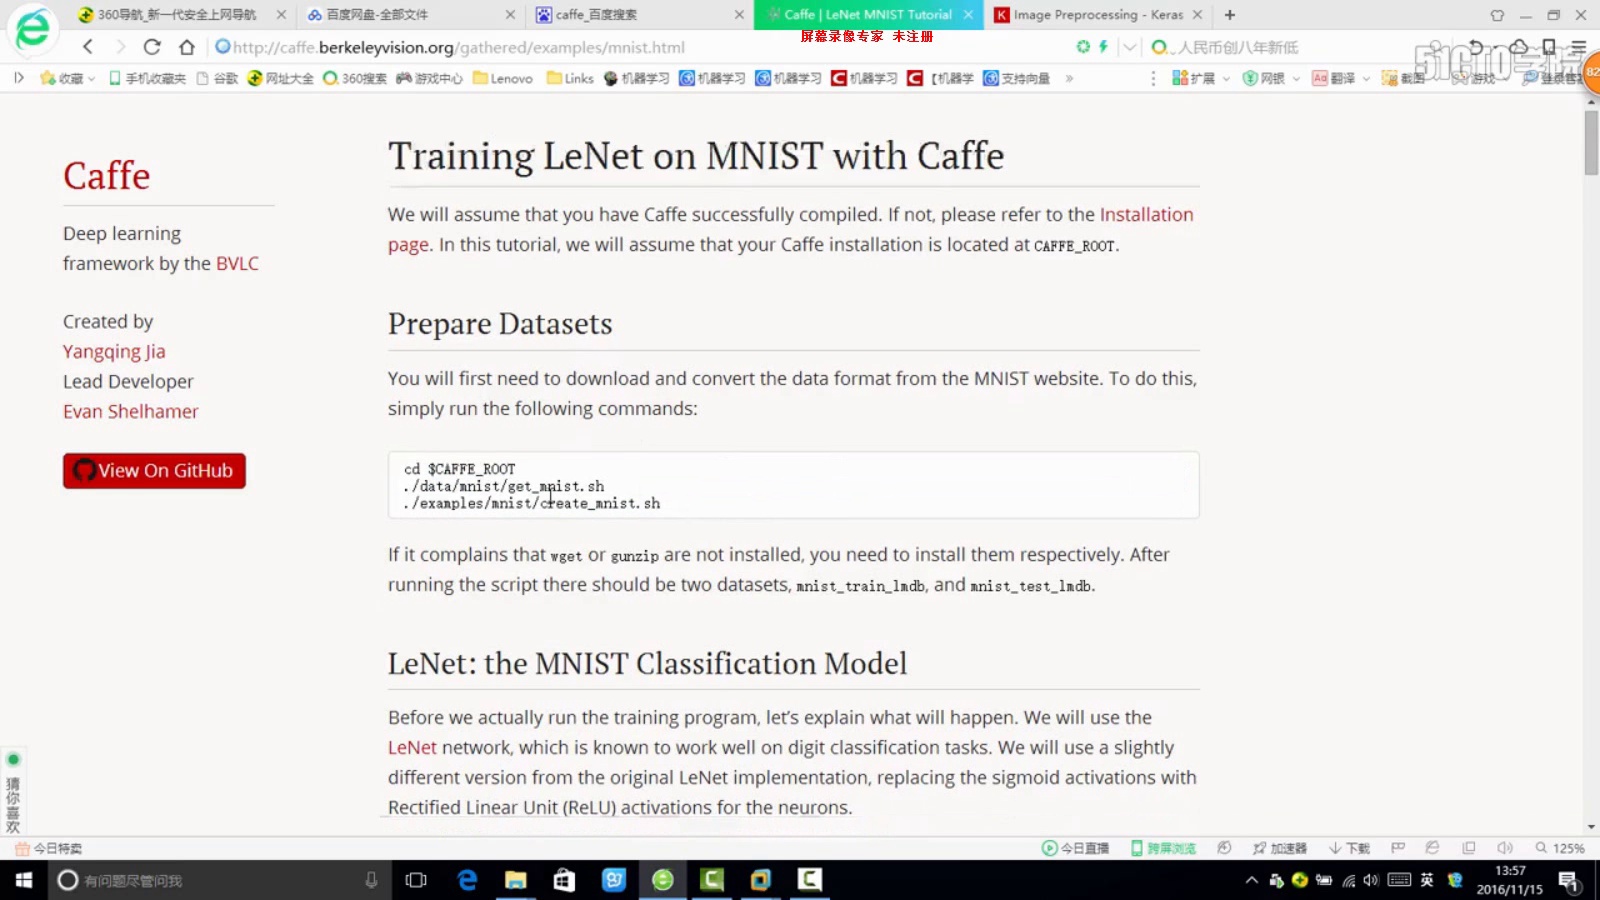 360导航_新一代安全上网导航
百度网盘-全部文件
caffe_百度搜索
Caffe | LeNet MNIST Tutorial
Image Preprocessing - Keras
屏幕录像专家 未注册
http://caffe.berkeleyvision.org/gathered/examples/mnist.html
人民币创八年新低
51CTO学院
收藏
手机收藏夹
谷歌
网址大全
360搜索
游戏中心
Lenovo
Links
机器学习
机器学习
机器学习
机器学习
【机器学
支持向量
»
扩展
网银
翻译
截图
游戏
登录管
82
Caffe
Deep learning
framework by the BVLC
Created by
Yangqing Jia
Lead Developer
Evan Shelhamer
View On GitHub
Training LeNet on MNIST with Caffe
We will assume that you have Caffe successfully compiled. If not, please refer to the Installation
page. In this tutorial, we will assume that your Caffe installation is located at CAFFE_ROOT.
Prepare Datasets
You will first need to download and convert the data format from the MNIST website. To do this,
simply run the following commands:
cd $CAFFE_ROOT
./data/mnist/get_mnist.sh
./examples/mnist/create_mnist.sh
If it complains that wget or gunzip are not installed, you need to install them respectively. After
running the script there should be two datasets, mnist_train_lmdb, and mnist_test_lmdb.
LeNet: the MNIST Classification Model
Before we actually run the training program, let's explain what will happen. We will use the
LeNet network, which is known to work well on digit classification tasks. We will use a slightly
different version from the original LeNet implementation, replacing the sigmoid activations with
Rectified Linear Unit (ReLU) activations for the neurons.
猜你喜欢
今日特卖
今日直播
跨屏浏览
加速器
下载
125%
有问题尽管问我
英
13:57
2016/11/15
1